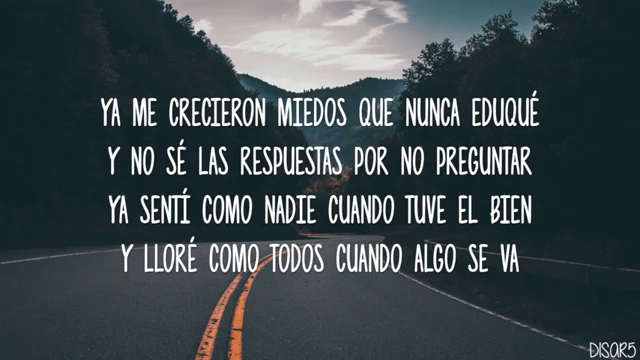 YA ME CRECIERON MIEDOS QUE NUNCA EDUQUÉ
Y NO SÉ LAS RESPUESTAS POR NO PREGUNTAR
YA SENTÍ COMO NADIE CUANDO TUVE EL BIEN
Y LLORÉ COMO TODOS CUANDO ALGO SE VA
DISAR5